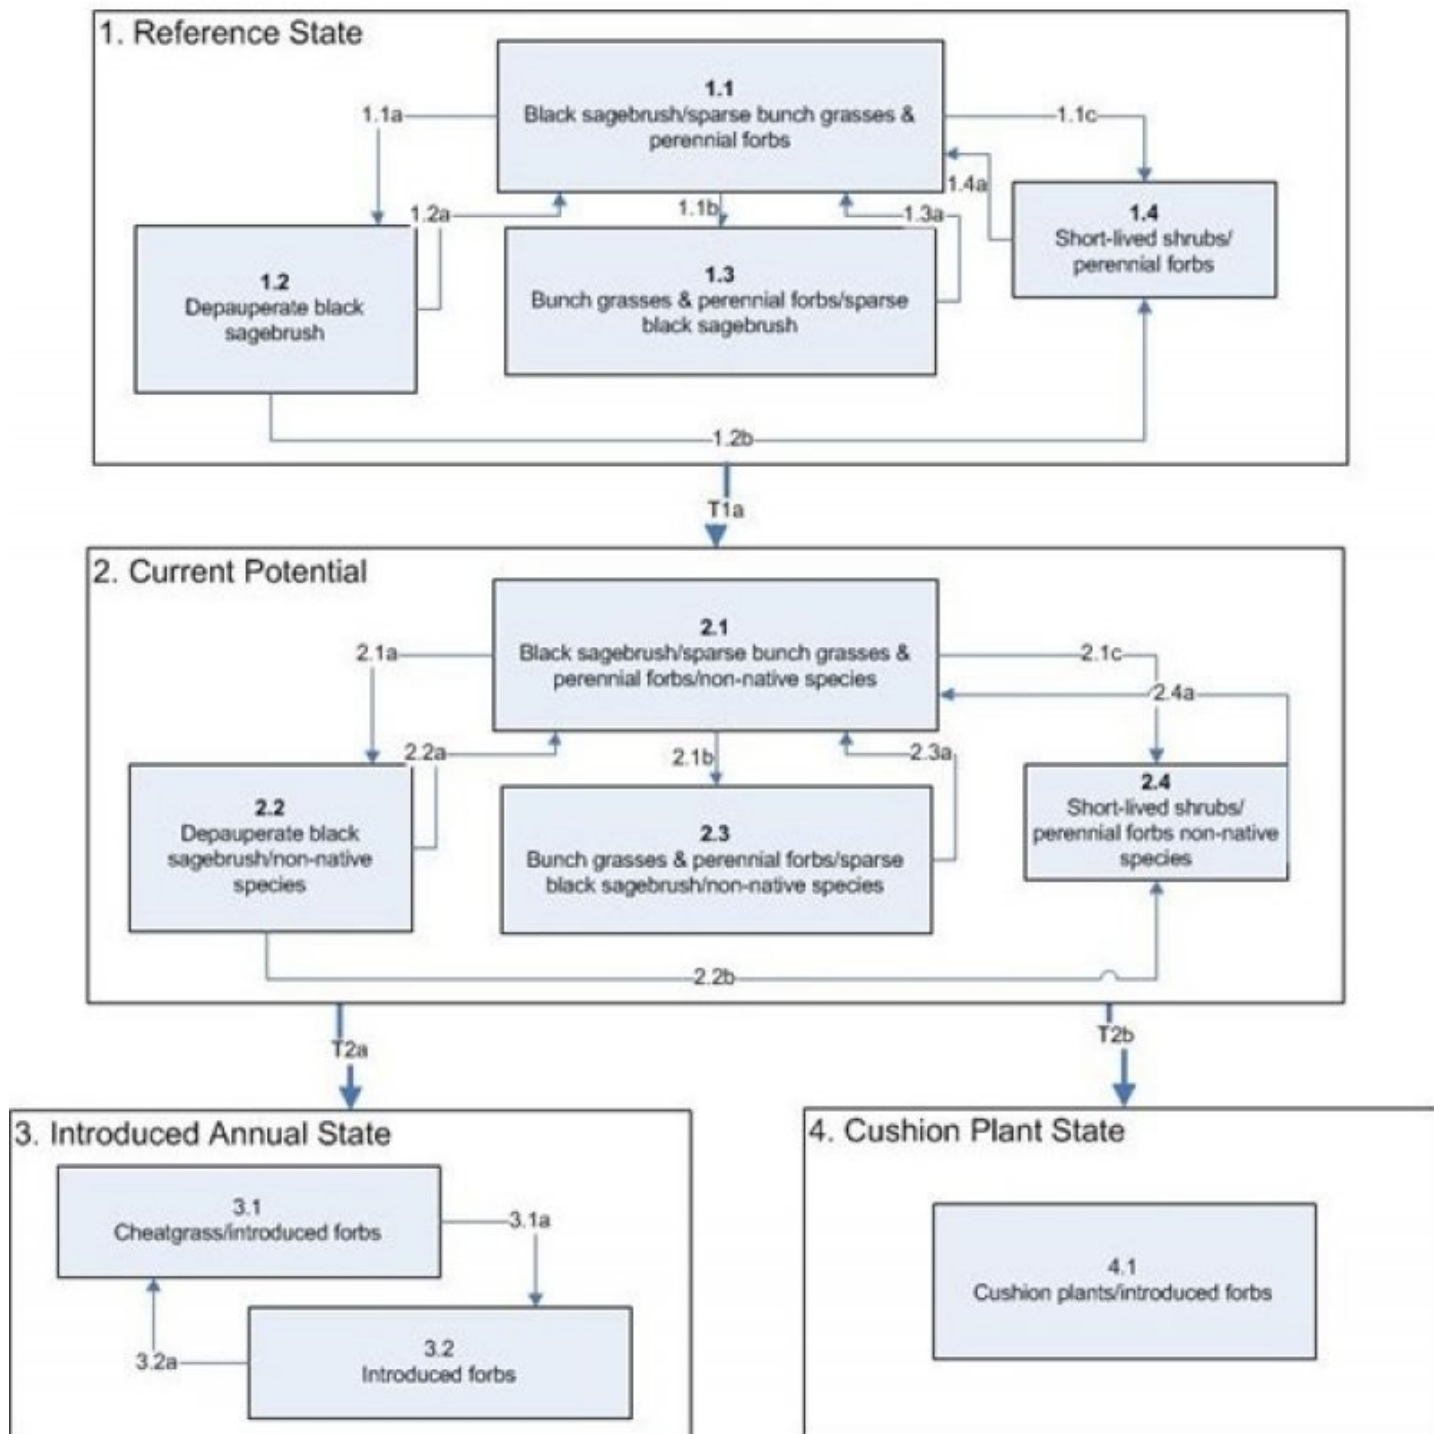 1. Reference State
1.1
Black sagebrush/sparse bunch grasses &
perennial forbs
1.1a
1.1c
1.4a
1.2a
1.1b
1.3a
1.4
Short-lived shrubs/
perennial forbs
1.2
Depauperate black
sagebrush
1.3
Bunch grasses & perennial forbs/sparse
black sagebrush
1.2b
T1a
2. Current Potential
2.1
Black sagebrush/sparse bunch grasses &
perennial forbs/non-native species
2.1a
2.1c
2.4a
2.2a
2.1b
2.3a
2.4
Short-lived shrubs/
perennial forbs non-native
species
2.2
Depauperate black
sagebrush/non-native
species
2.3
Bunch grasses & perennial forbs/sparse
black sagebrush/non-native species
2.2b
T2a
T2b
3. Introduced Annual State
3.1
Cheatgrass/introduced forbs
3.1a
3.2
Introduced forbs
3.2a
4. Cushion Plant State
4.1
Cushion plants/introduced forbs